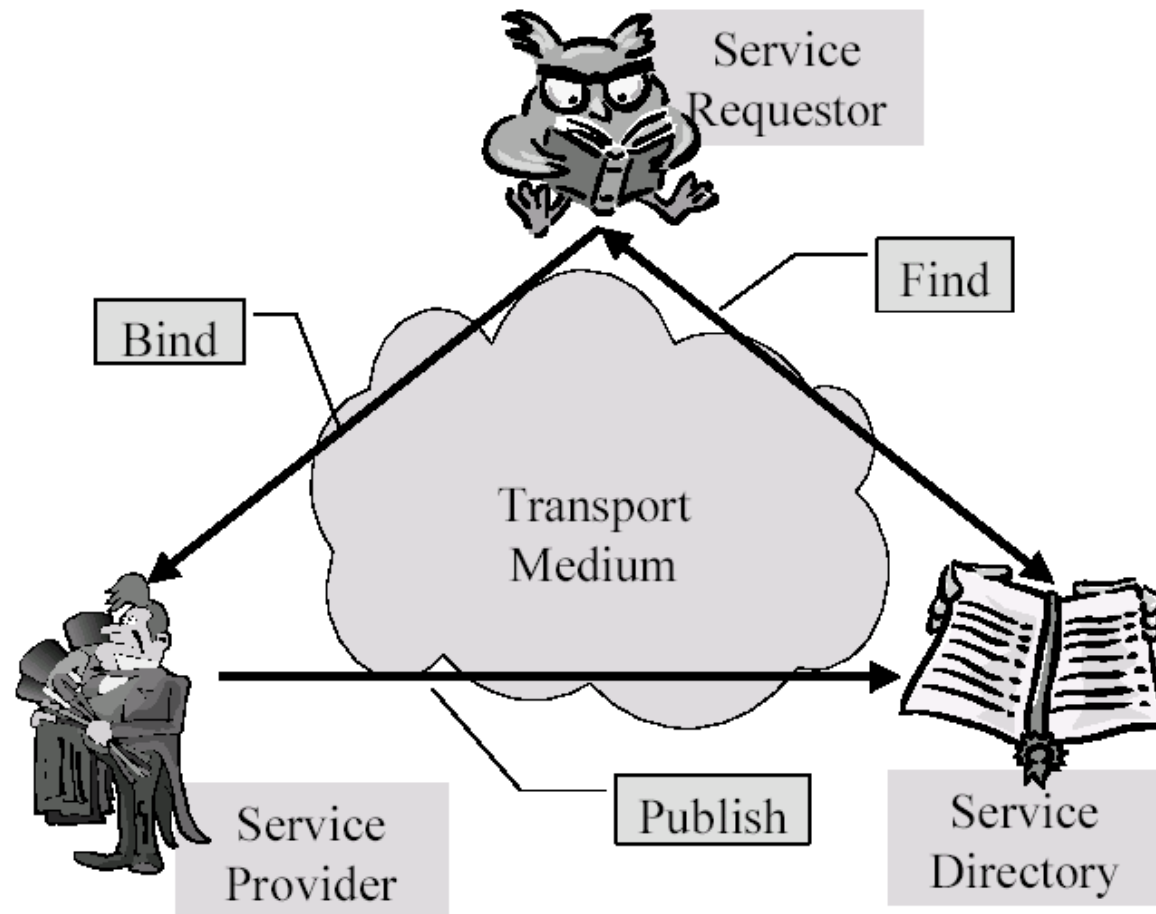 Service
Requestor
Find
Bind
Transport
Medium
Publish
Service
Provider
Service
Directory